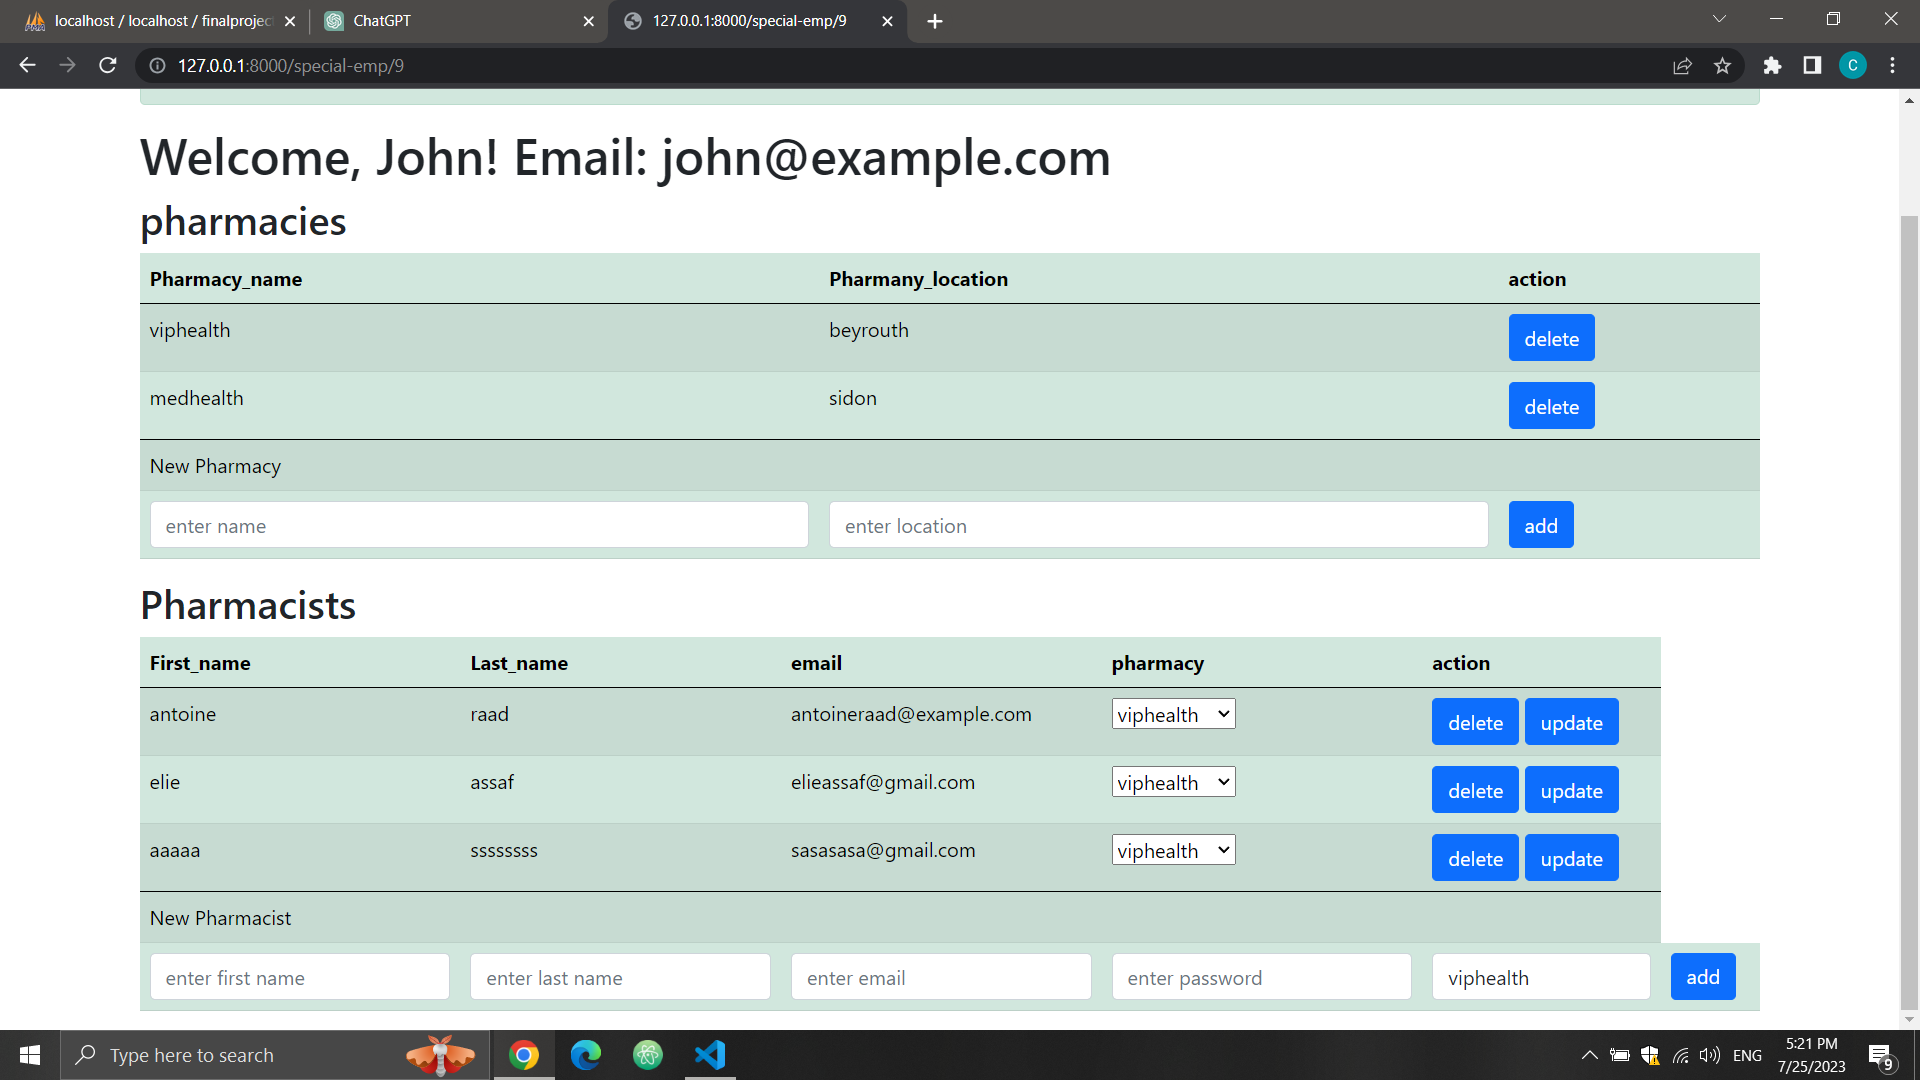 localhost / localhost / finalprojec
ChatGPT
127.0.0.1:8000/special-emp/9
127.0.0.1:8000/special-emp/9
C
Welcome, John! Email: john@example.com
pharmacies
Pharmacy_name Pharmany_location action
viphealth beyrouth delete
medhealth sidon delete
New Pharmacy
enter name enter location add
Pharmacists
First_name Last_name email pharmacy action
antoine raad antoineraad@example.com viphealth delete update
elie assaf elieassaf@gmail.com viphealth delete update
aaaaa ssssssss sasasasa@gmail.com viphealth delete update
New Pharmacist
enter first name enter last name enter email enter password viphealth add
Type here to search
ENG
5:21 PM
7/25/2023
9